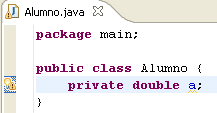 Alumno.java
package main;
public class Alumno {
private double a;
}